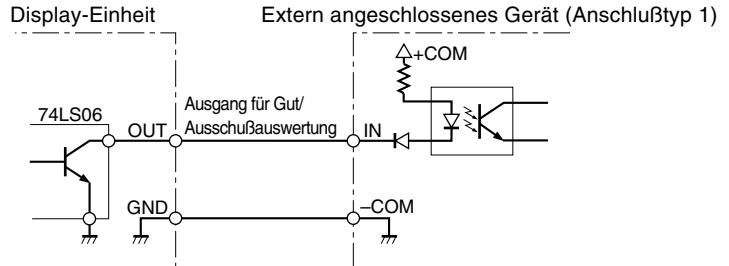 Display-Einheit
Extern angeschlossenes Gerät (Anschlußtyp 1)
+COM
74LS06
Ausgang für Gut/
Ausschußauswertung
OUT
IN
GND
–COM